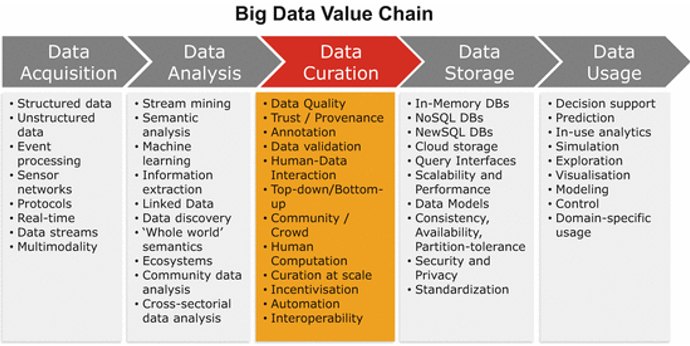 Big Data Value Chain
Data
Acquisition
Data
Analysis
Data
Curation
Data
Storage
Data
Usage
• Structured data
• Unstructured
data
• Event
processing
• Sensor
networks
• Protocols
• Real-time
• Data streams
• Multimodality
• Stream mining
• Semantic
analysis
• Machine
learning
• Information
extraction
• Linked Data
• Data discovery
• ‘Whole world’
semantics
• Ecosystems
• Community data
analysis
• Cross-sectorial
data analysis
• Data Quality
• Trust / Provenance
• Annotation
• Data validation
• Human-Data
Interaction
• Top-down/Bottom-
up
• Community /
Crowd
• Human
Computation
• Curation at scale
• Incentivisation
• Automation
• Interoperability
• In-Memory DBs
• NoSQL DBs
• NewSQL DBs
• Cloud storage
• Query Interfaces
• Scalability and
Performance
• Data Models
• Consistency,
Availability,
Partition-tolerance
• Security and
Privacy
• Standardization
• Decision support
• Prediction
• In-use analytics
• Simulation
• Exploration
• Visualisation
• Modeling
• Control
• Domain-specific
usage